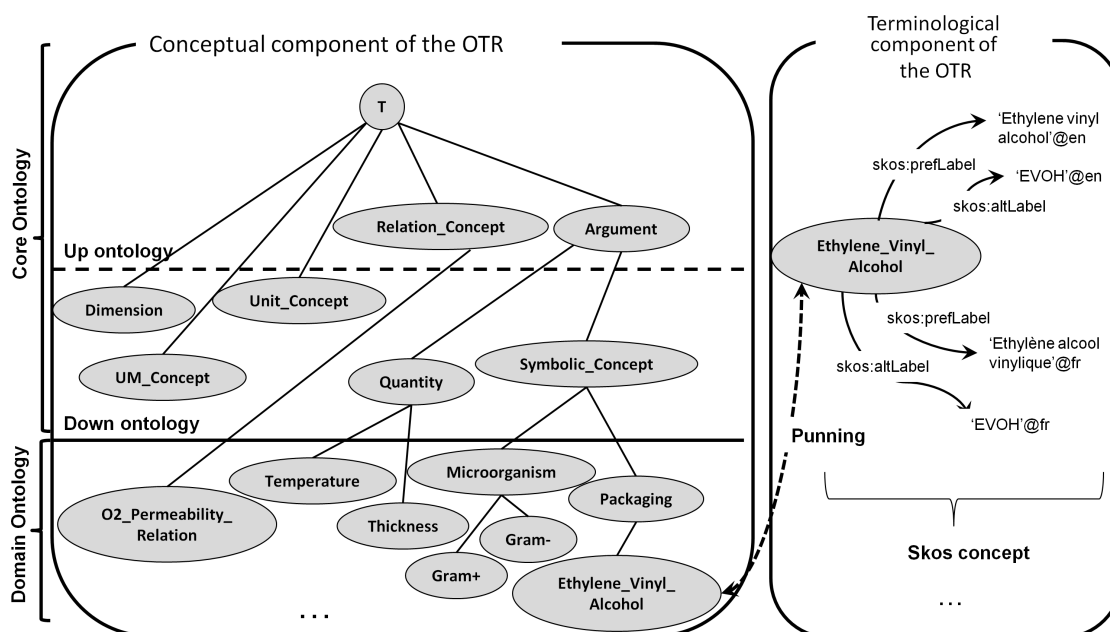 Conceptual component of the OTR
Terminological
component of
the OTR
Core Ontology
Domain Ontology
T
Relation_Concept
Argument
Up ontology
Dimension
Unit_Concept
UM_Concept
Quantity
Symbolic_Concept
Down ontology
Temperature
Microorganism
Packaging
O2_Permeability_
Relation
Thickness
Gram-
Gram+
Ethylene_Vinyl_
Alcohol
...
'Ethylene vinyl
alcohol'@en
skos:prefLabel
'EVOH'@en
skos:altLabel
Ethylene_Vinyl_
Alcohol
skos:prefLabel
'Ethylène alcool
vinylique'@fr
skos:altLabel
'EVOH'@fr
Punning
Skos concept
...